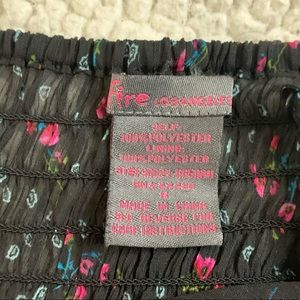 Fire LOS ANGELES
SELF:
100% POLYESTER
LINING:
100% POLYESTER
MADE IN CHINA
SEE REVERSE FOR
CARE INSTRUCTIONS